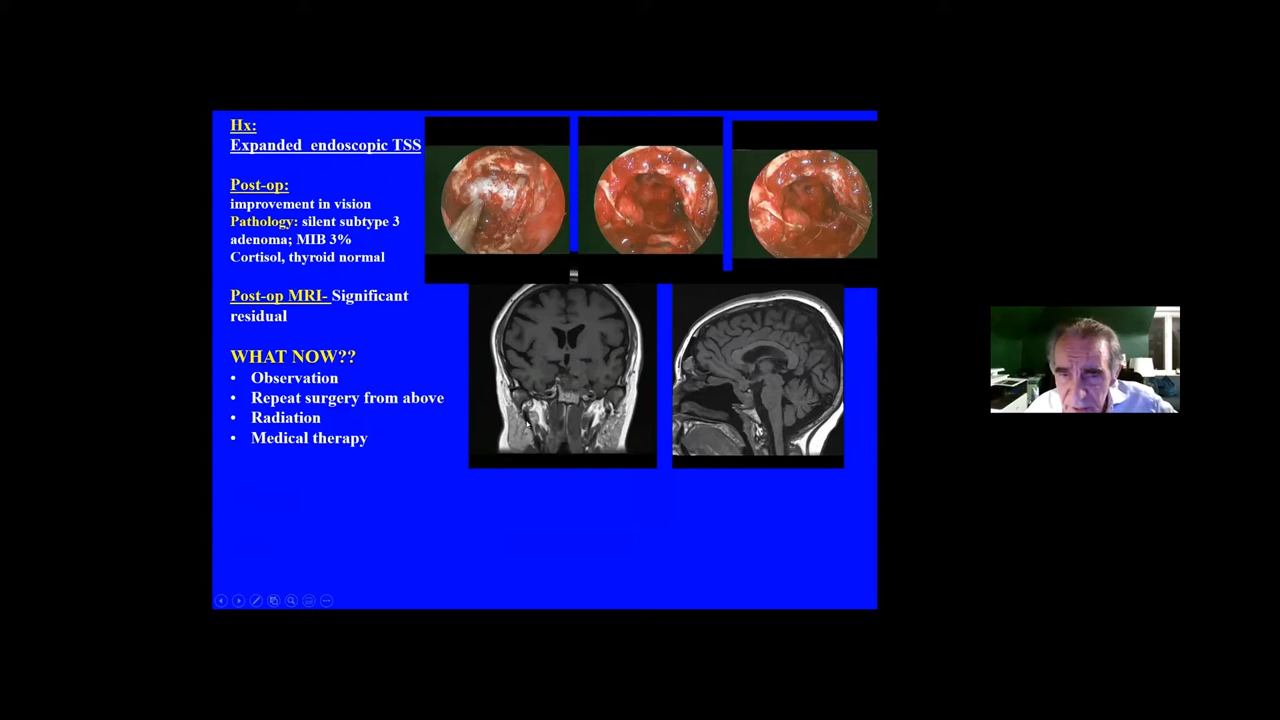 Hx:
Expanded endoscopic TSS
Post-op:
improvement in vision
Pathology: silent subtype 3
adenoma; MIB 3%
Cortisol, thyroid normal
Post-op MRI- Significant
residual
WHAT NOW??
• Observation
• Repeat surgery from above
• Radiation
• Medical therapy